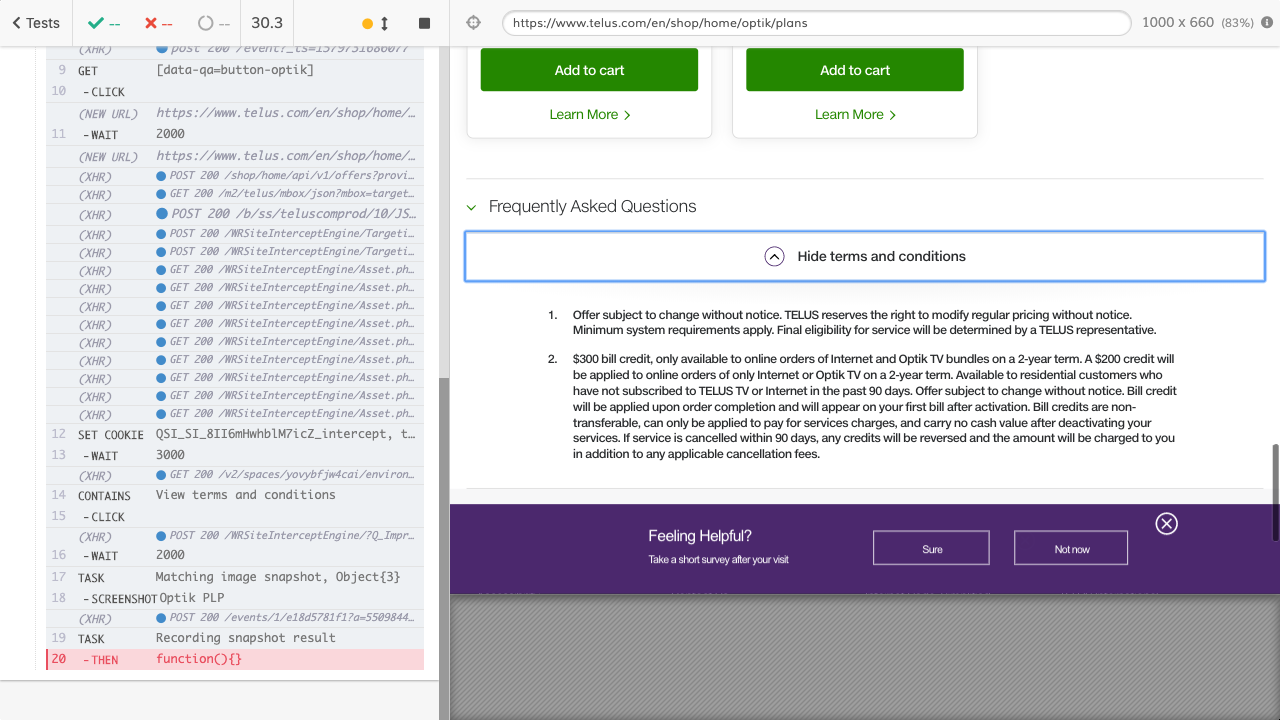 Tests
--
--
--
30.3
https://www.telus.com/en/shop/home/optik/plans
1000 x 660 (83%)
(XHR) post 200 /event?_ts=1579731686077
9 GET [data-qa=button-optik]
10 -CLICK
(NEW URL) https://www.telus.com/en/shop/home/…
11 -WAIT 2000
(NEW URL) https://www.telus.com/en/shop/home/…
(XHR) POST 200 /shop/home/api/v1/offers?provi…
(XHR) GET 200 /m2/telus/mbox/json?mbox=target…
(XHR) POST 200 /b/ss/teluscomprod/10/JS…
(XHR) POST 200 /WRSiteInterceptEngine/Targeti…
(XHR) POST 200 /WRSiteInterceptEngine/Targeti…
(XHR) GET 200 /WRSiteInterceptEngine/Asset.ph…
(XHR) GET 200 /WRSiteInterceptEngine/Asset.ph…
(XHR) GET 200 /WRSiteInterceptEngine/Asset.ph…
(XHR) GET 200 /WRSiteInterceptEngine/Asset.ph…
(XHR) GET 200 /WRSiteInterceptEngine/Asset.ph…
(XHR) GET 200 /WRSiteInterceptEngine/Asset.ph…
(XHR) GET 200 /WRSiteInterceptEngine/Asset.ph…
(XHR) GET 200 /WRSiteInterceptEngine/Asset.ph…
(XHR) GET 200 /WRSiteInterceptEngine/Asset.ph…
12 SET COOKIE QSI_SI_8II6mHwhblM7icZ_intercept, t…
13 -WAIT 3000
(XHR) GET 200 /v2/spaces/yovybfjw4cai/environ…
14 CONTAINS View terms and conditions
15 -CLICK
(XHR) POST 200 /WRSiteInterceptEngine/?Q_Impr…
16 -WAIT 2000
17 TASK Matching image snapshot, Object{3}
18 -SCREENSHOT Optik PLP
(XHR) POST 200 /events/1/e18d5781f1?a=5509844…
19 TASK Recording snapshot result
20 -THEN function(){}
Add to cart
Add to cart
Learn More
Learn More
Frequently Asked Questions
Hide terms and conditions
1. Offer subject to change without notice. TELUS reserves the right to modify regular pricing without notice.
Minimum system requirements apply. Final eligibility for service will be determined by a TELUS representative.
2. $300 bill credit, only available to online orders of Internet and Optik TV bundles on a 2-year term. A $200 credit will
be applied to online orders of only Internet or Optik TV on a 2-year term. Available to residential customers who
have not subscribed to TELUS TV or Internet in the past 90 days. Offer subject to change without notice. Bill credit
will be applied upon order completion and will appear on your first bill after activation. Bill credits are non-
transferable, can only be applied to pay for services charges, and carry no cash value after deactivating your
services. If service is cancelled within 90 days, any credits will be reversed and the amount will be charged to you
in addition to any applicable cancellation fees.
Feeling Helpful?
Take a short survey after your visit
Sure
Not now